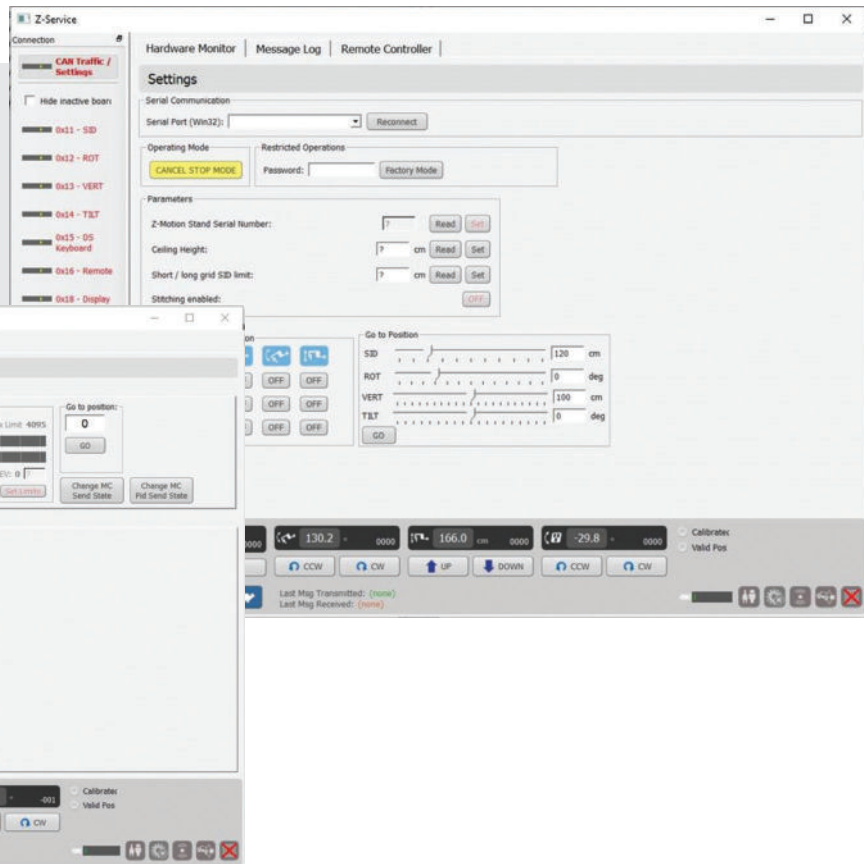 Z-Service
Connection
CAN Traffic /
Settings
Hide inactive boar
0x11 - SID
0x12 - ROT
0x13 - VERT
0x14 - TILT
0x15 - DS
Keyboard
0x16 - Remote
0x18 - Display
Hardware Monitor
Message Log
Remote Controller
Settings
Serial Communication
Serial Port (Win32):
Reconnect
Operating Mode
CANCEL STOP MODE
Restricted Operations
Password:
Factory Mode
Parameters
Z-Motion Stand Serial Number: ? Read Set
Ceiling Height: ? cm Read Set
Short / long grid SID limit: ? cm Read Set
Stitching enabled: OFF
on
OFF OFF
OFF OFF
OFF OFF
Go to Position
SID 120 cm
ROT 0 deg
VERT 100 cm
TILT 0 deg
GO
0000 130.2 ° 0000 166.0 cm 0000 -29.8 ° 0000
CCW CW UP DOWN CCW CW
Calibratec
Valid Pos
Last Msg Transmitted: (none)
Last Msg Received: (none)
Limit 4095
EV: 0 ?
Set Limits
Go to position:
0
GO
Change MC
Send State
Change MC
Pid Send State
-001
CW
Calibratec
Valid Pos